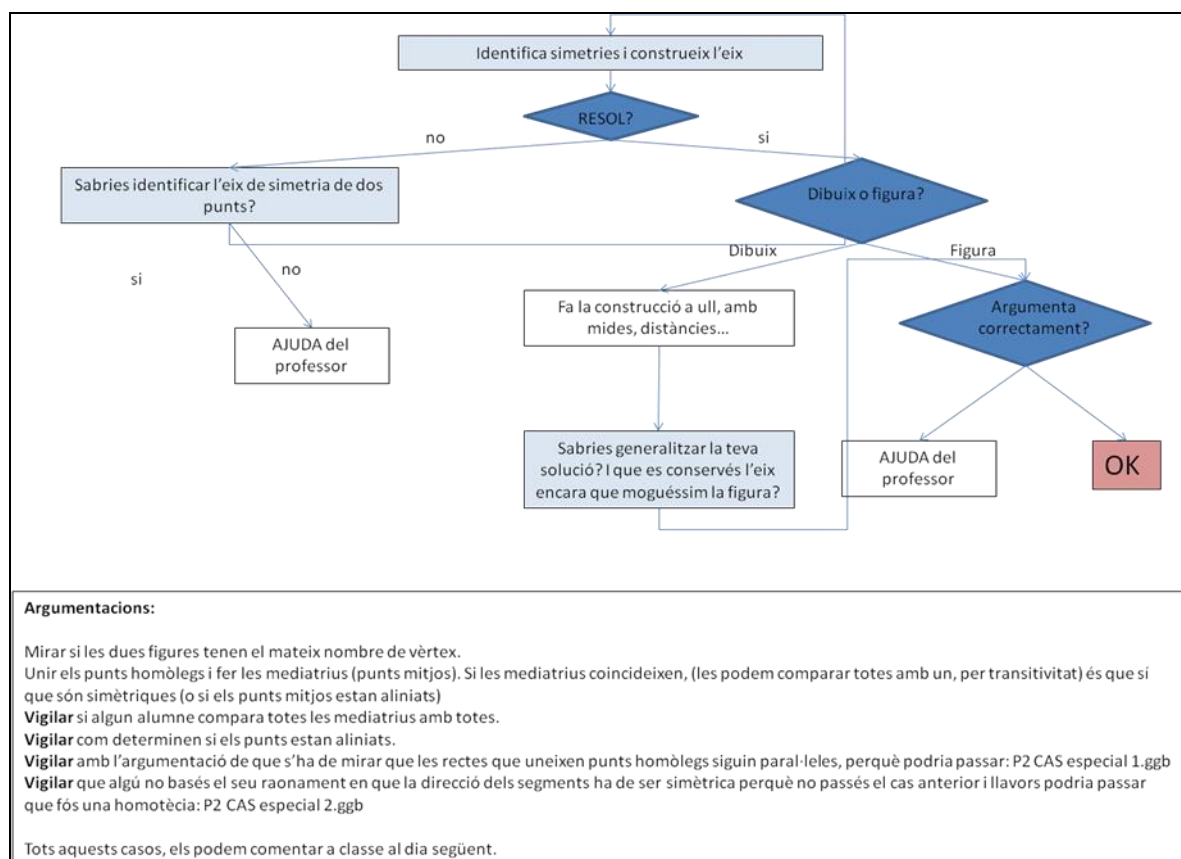 Identifica simetries i construeix l'eix
RESOL?
no
si
Sabries identificar l'eix de simetria de dos
punts?
Dibuix o figura?
Dibuix
Figura
si
no
Fa la construcció a ull, amb
mides, distàncies...
Argumenta
correctament?
AJUDA del
professor
Sabries generalitzar la teva
solució? I que es conservés l'eix
encara que moguéssim la figura?
AJUDA del
professor
OK
Argumentacions:
Mirar si les dues figures tenen el mateix nombre de vèrtex.
Unir els punts homòlegs i fer les mediatrius (punts mitjos). Si les mediatrius coincideixen, (les podem comparar totes amb un, per transitivitat) és que sí
que són simètriques (o si els punts mitjos estan aliniats)
Vigilar si algun alumne compara totes les mediatrius amb totes.
Vigilar com determinen si els punts estan aliniats.
Vigilar amb l'argumentació de que s'ha de mirar que les rectes que uneixen punts homòlegs siguin paral·leles, perquè podria passar: P2 CAS especial 1.ggb
Vigilar que algú no basés el seu raonament en que la direcció dels segments ha de ser simètrica perquè no passés el cas anterior i llavors podria passar
que fós una homotècia: P2 CAS especial 2.ggb
Tots aquests casos, els podem comentar a classe al dia següent.